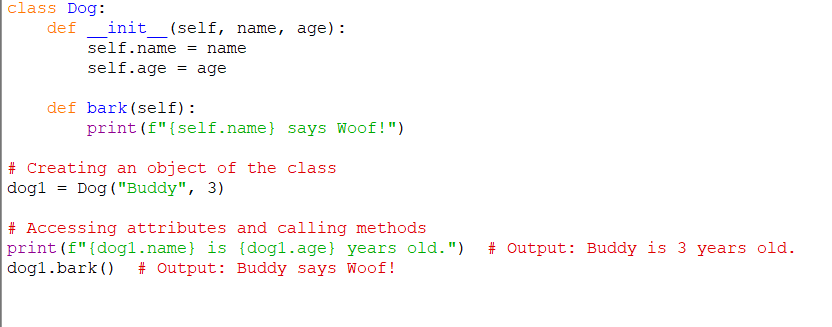 class Dog:
    def __init__(self, name, age):
        self.name = name
        self.age = age

    def bark(self):
        print(f"{self.name} says Woof!")

# Creating an object of the class
dog1 = Dog("Buddy", 3)

# Accessing attributes and calling methods
print(f"{dog1.name} is {dog1.age} years old.")  # Output: Buddy is 3 years old.
dog1.bark()  # Output: Buddy says Woof!